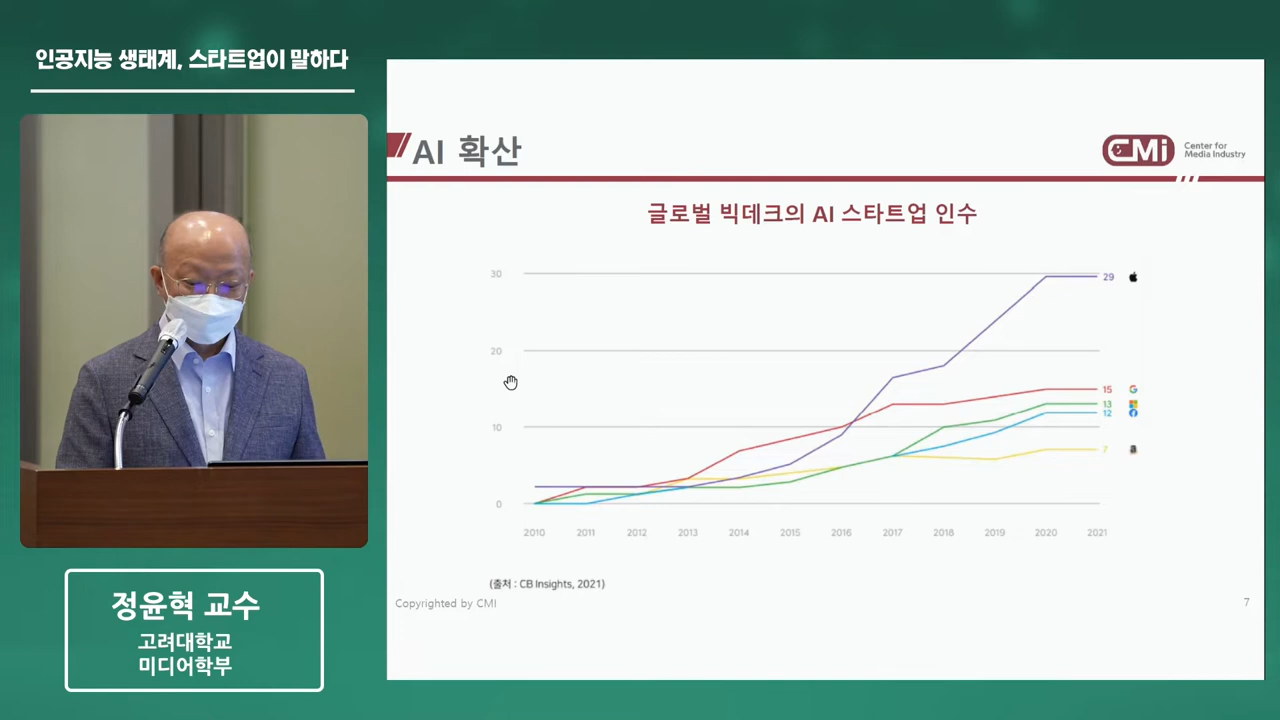 인공지능 생태계, 스타트업이 말하다
AI 확산
CMi
Center for
Media Industry
글로벌 빅데크의 AI 스타트업 인수
30
20
10
0
29
15
13
12
7
2010 2011 2012 2013 2014 2015 2016 2017 2018 2019 2020 2021
(출처 : CB Insights, 2021)
Copyrighted by CMI
7
정윤혁 교수
고려대학교
미디어학부